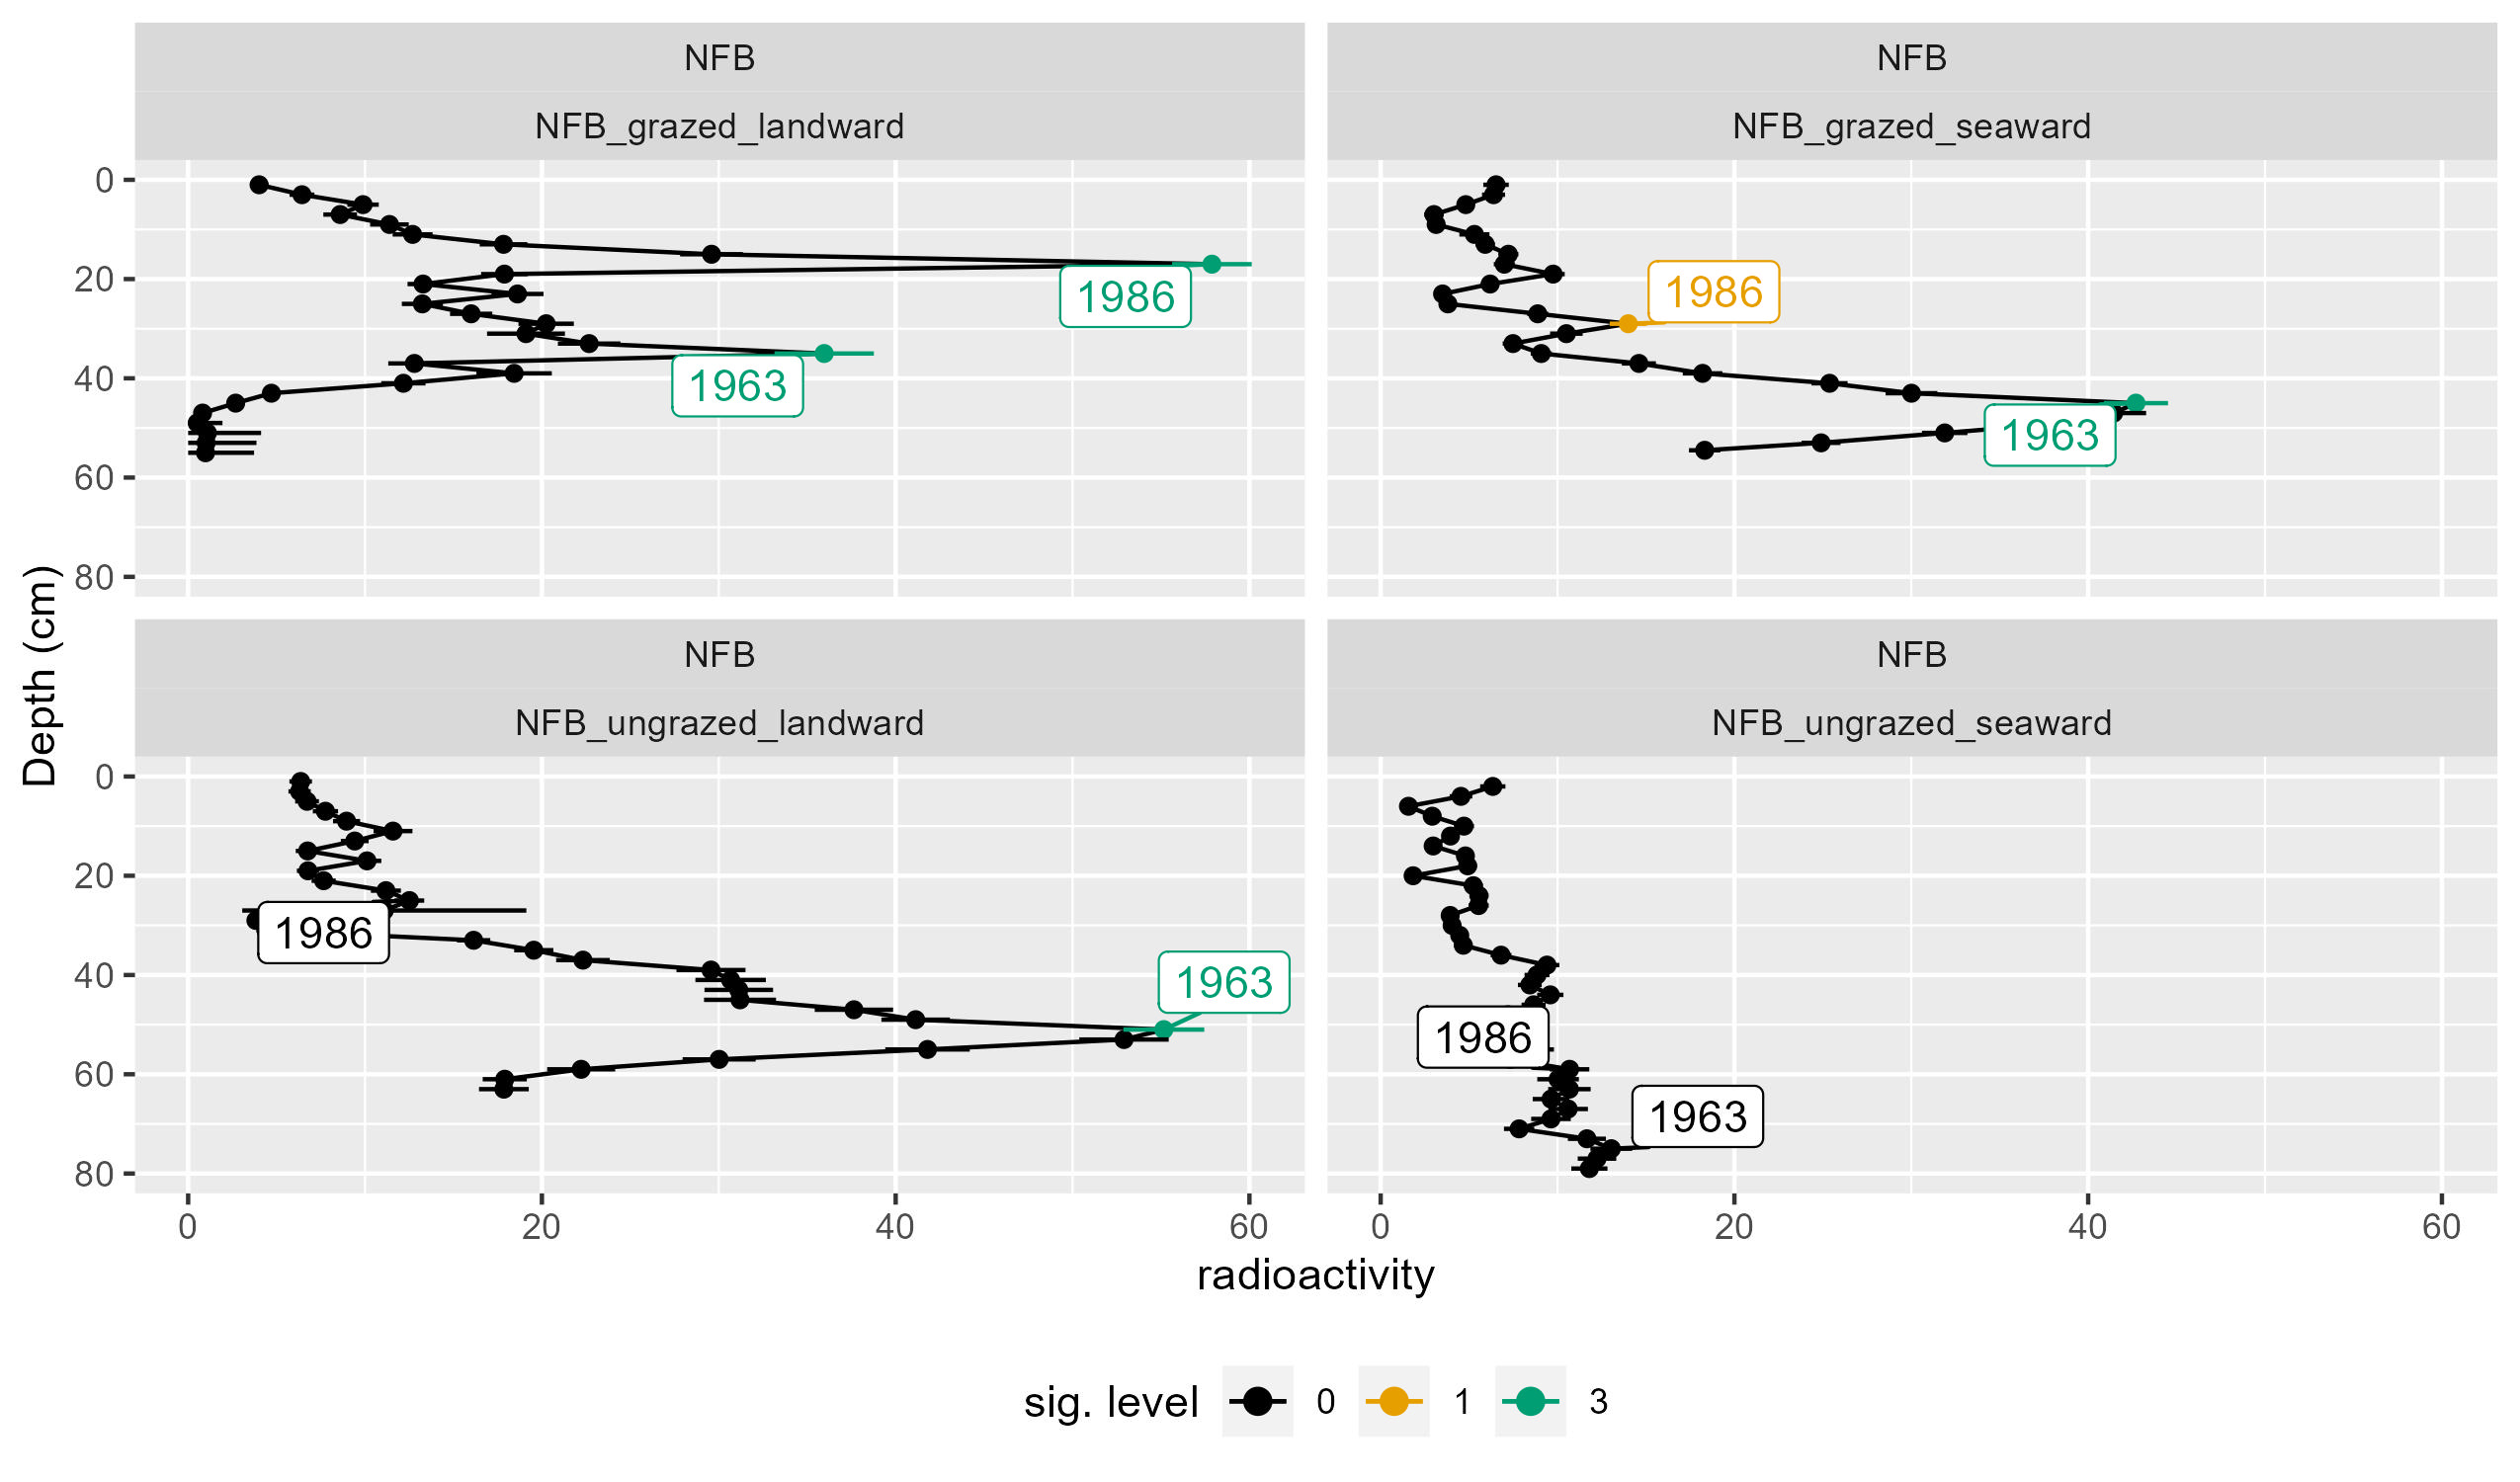 NFB
NFB_grazed_landward
NFB
NFB_grazed_seaward
0
20
40
60
80
1986
1963
1986
1963
Depth (cm)
NFB
NFB_ungrazed_landward
NFB
NFB_ungrazed_seaward
0
20
40
60
80
1986
1963
1986
1963
0
20
40
60
0
20
40
60
radioactivity
sig. level 0 1 3